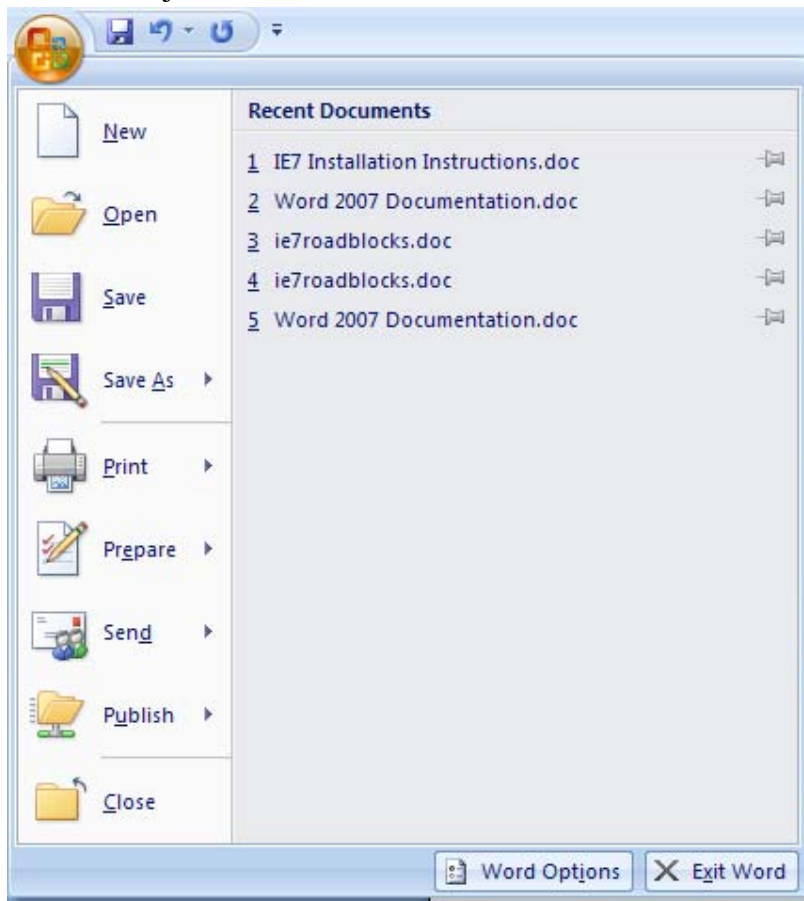 New
Open
Save
Save As
Print
Prepare
Send
Publish
Close
Recent Documents
1 IE7 Installation Instructions.doc
2 Word 2007 Documentation.doc
3 ie7roadblocks.doc
4 ie7roadblocks.doc
5 Word 2007 Documentation.doc
Word Options
Exit Word